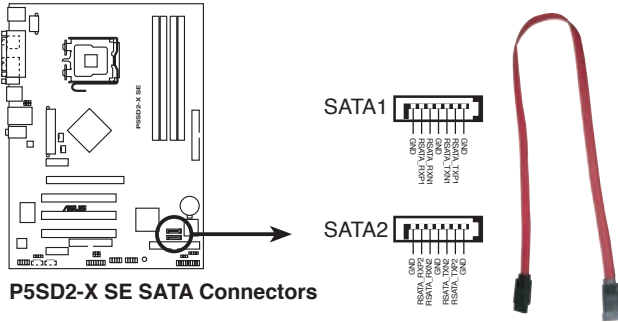 P5SD2-X SE
ASUS
SATA1
GND
RSATA_RXP1
RSATA_RXN1
GND
RSATA_TXN1
RSATA_TXP1
GND
SATA2
GND
RSATA_RXP2
RSATA_RXN2
GND
RSATA_TXN2
RSATA_TXP2
GND
P5SD2-X SE SATA Connectors